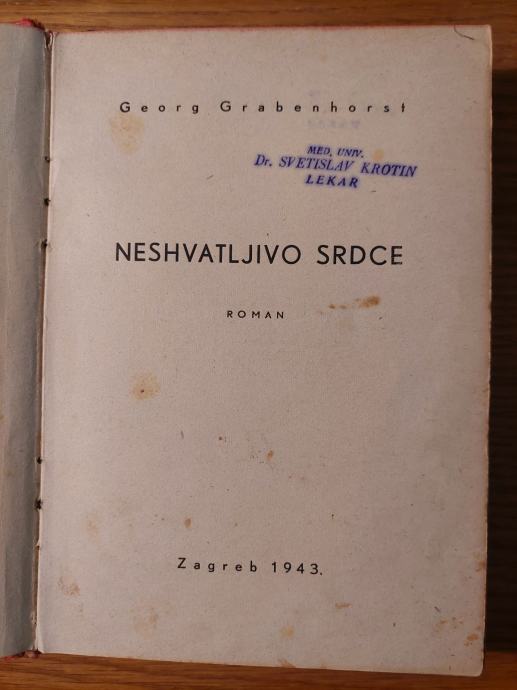 Georg Grabenhorst
MED. UNIV.
Dr. SVETISLAV KROTIN
LEKAR
NESHVATLJIVO SRDCE
ROMAN
Zagreb 1943.